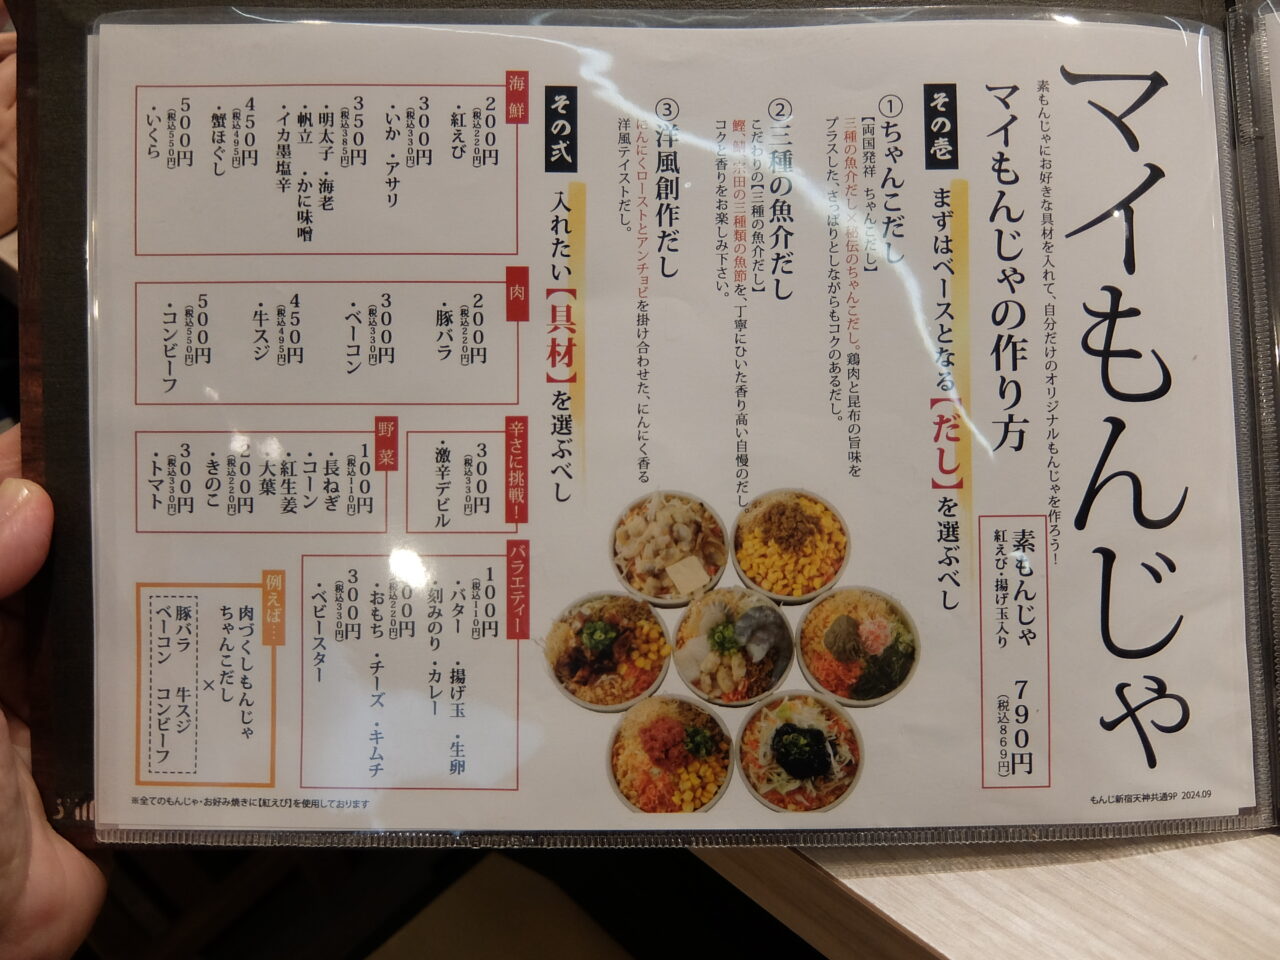 マイもんじゃ
素もんじゃにお好きな具材を入れて、自分だけのオリジナルもんじゃを作ろう！
マイもんじゃの作り方
素もんじゃ 790円
紅えび・揚げ玉入り (税込869円)
その壱 まずはベースとなる【だし】を選ぶべし
①ちゃんこだし
【両国発祥 ちゃんこだし】
三種の魚介だし×秘伝のちゃんこだし。鶏肉と昆布の旨味を
プラスした、さっぱりとしながらもコクのあるだし。
②三種の魚介だし
こだわりの【三種の魚介だし】
鰹、鯖、宗田の三種類の魚節を、丁寧にひいた香り高い自慢のだし。
コクと香りをお楽しみ下さい。
③洋風創作だし
にんにくローストとアンチョビを掛け合わせた、にんにく香る
洋風テイストだし。
その弐 入れたい【具材】を選ぶべし
海鮮
200円
(税込220円)
・紅えび
300円
(税込330円)
・いか ・アサリ
350円
(税込385円)
・明太子 ・海老
・帆立 ・かに味噌
・イカ墨塩辛
450円
(税込495円)
・蟹ほぐし
500円
(税込550円)
・いくら
肉
200円
(税込220円)
・豚バラ
300円
(税込330円)
・ベーコン
450円
(税込495円)
・牛スジ
500円
(税込550円)
・コンビーフ
辛さに挑戦！
300円
(税込330円)
・激辛デビル
野菜
100円
(税込110円)
・長ねぎ
・コーン
・紅生姜
・大葉
200円
(税込220円)
・きのこ
300円
(税込330円)
・トマト
バラエティー
100円
(税込110円)
・バター ・揚げ玉 ・生卵
・刻みのり ・カレー
200円
(税込220円)
・おもち ・チーズ ・キムチ
300円
(税込330円)
・ベビースター
例えば…
肉づくしもんじゃ
ちゃんこだし
×
豚バラ 牛スジ
ベーコン コンビーフ
※全てのもんじゃ・お好み焼きに【紅えび】を使用しております
もんじ新宿天神共通9P 2024.09